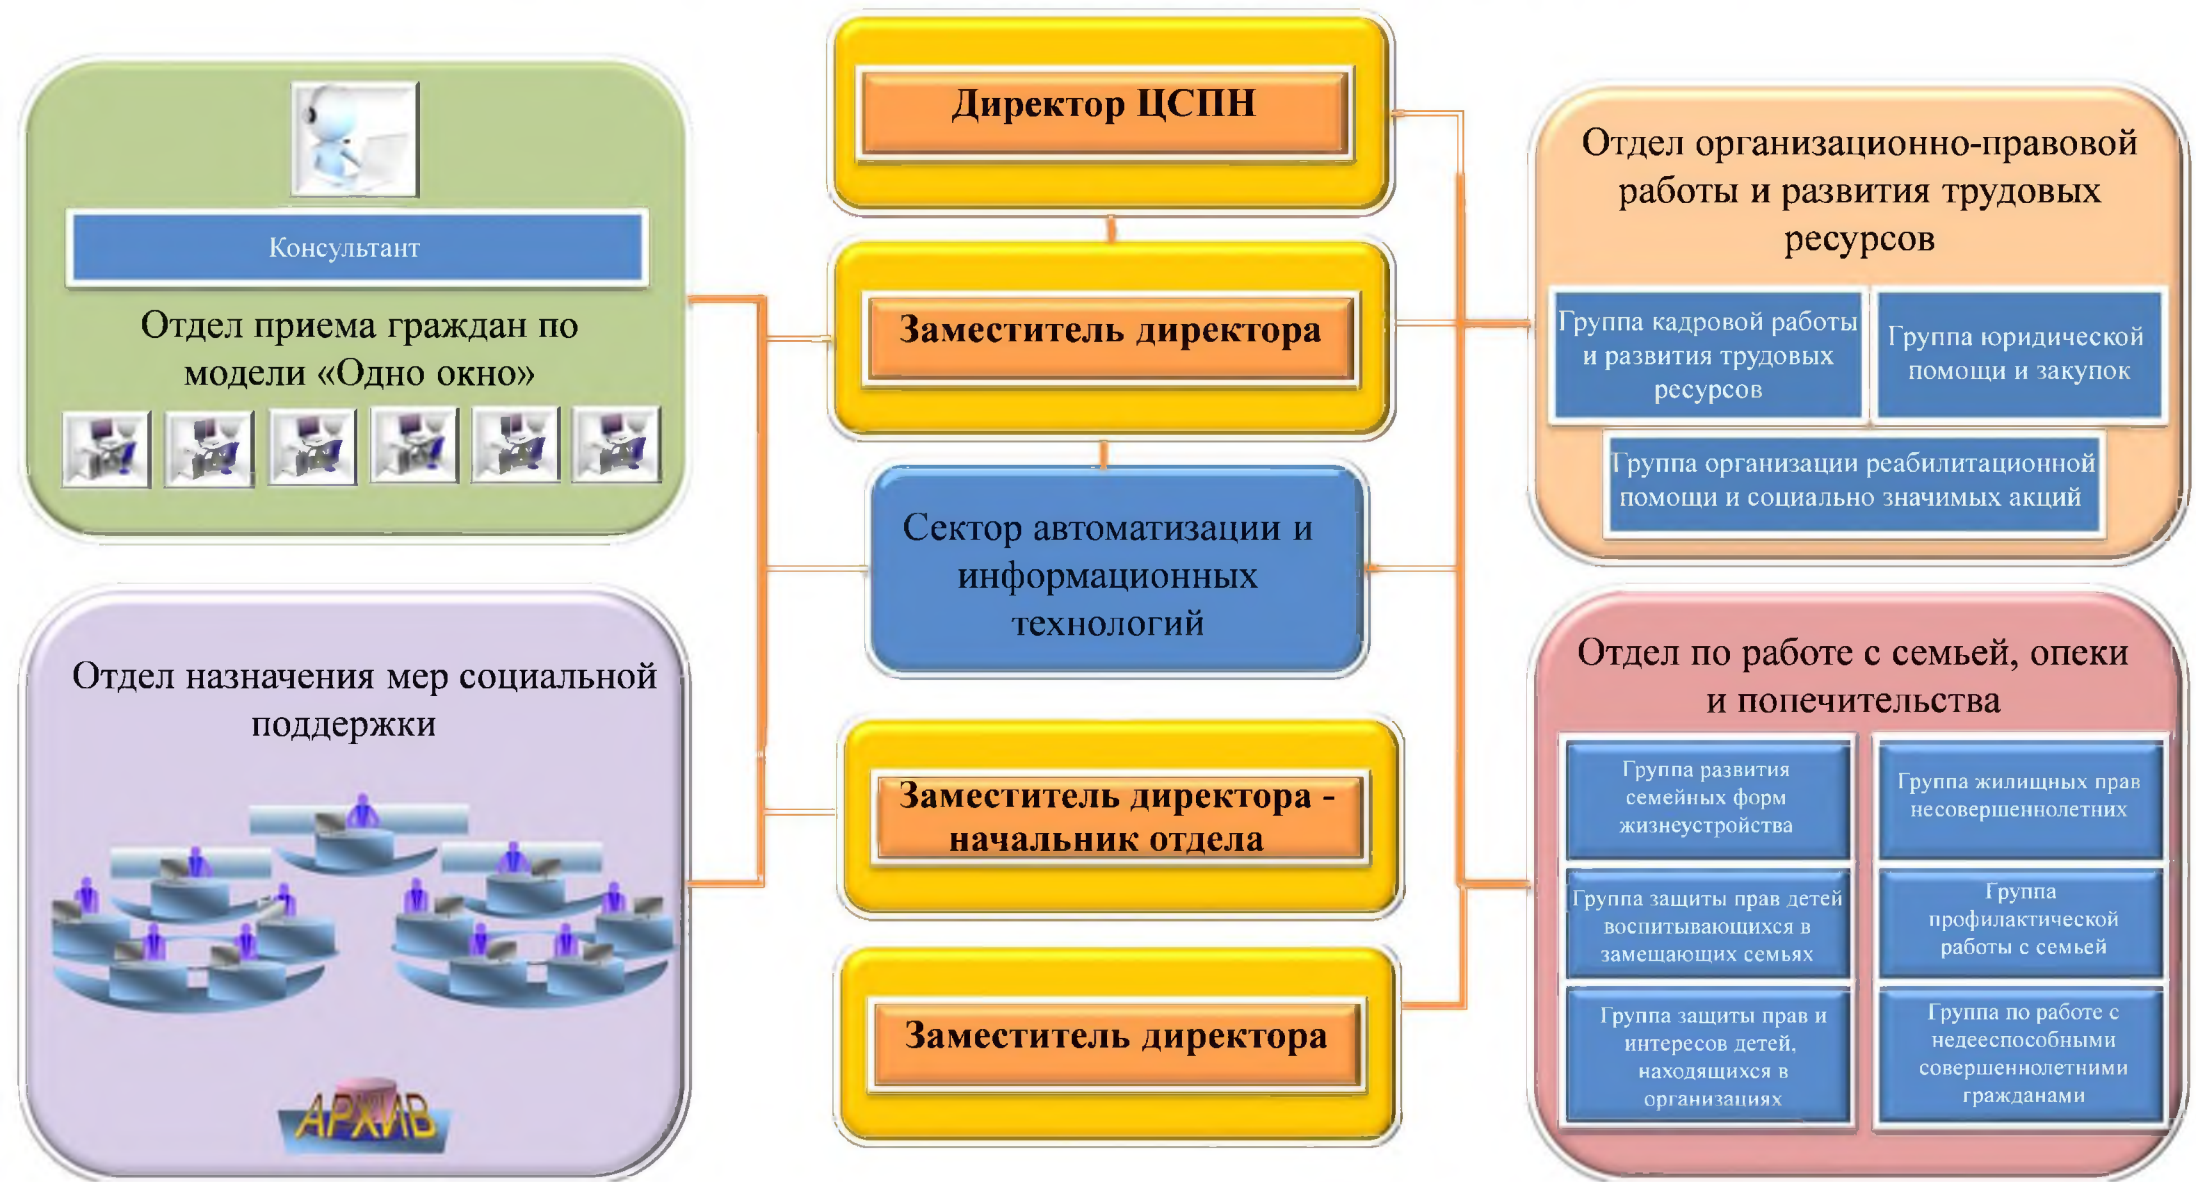 Консультант
Отдел приема граждан по
модели «Одно окно»
Отдел назначения мер социальной
поддержки
АРХИВ
Директор ЦСПН
Заместитель директора
Сектор автоматизации и
информационных
технологий
Заместитель директора -
начальник отдела
Заместитель директора
Отдел организационно-правовой
работы и развития трудовых
ресурсов
Группа кадровой работы
и развития трудовых
ресурсов
Группа юридической
помощи и закупок
Группа организации реабилитационной
помощи и социально значимых акций
Отдел по работе с семьей, опеки
и попечительства
Группа развития
семейных форм
жизнеустройства
Группа жилищных прав
несовершеннолетних
Группа защиты прав детей
воспитывающихся в
замещающих семьях
Группа
профилактической
работы с семьей
Группа защиты прав и
интересов детей,
находящихся в
организациях
Группа по работе с
недееспособными
совершеннолетними
гражданами